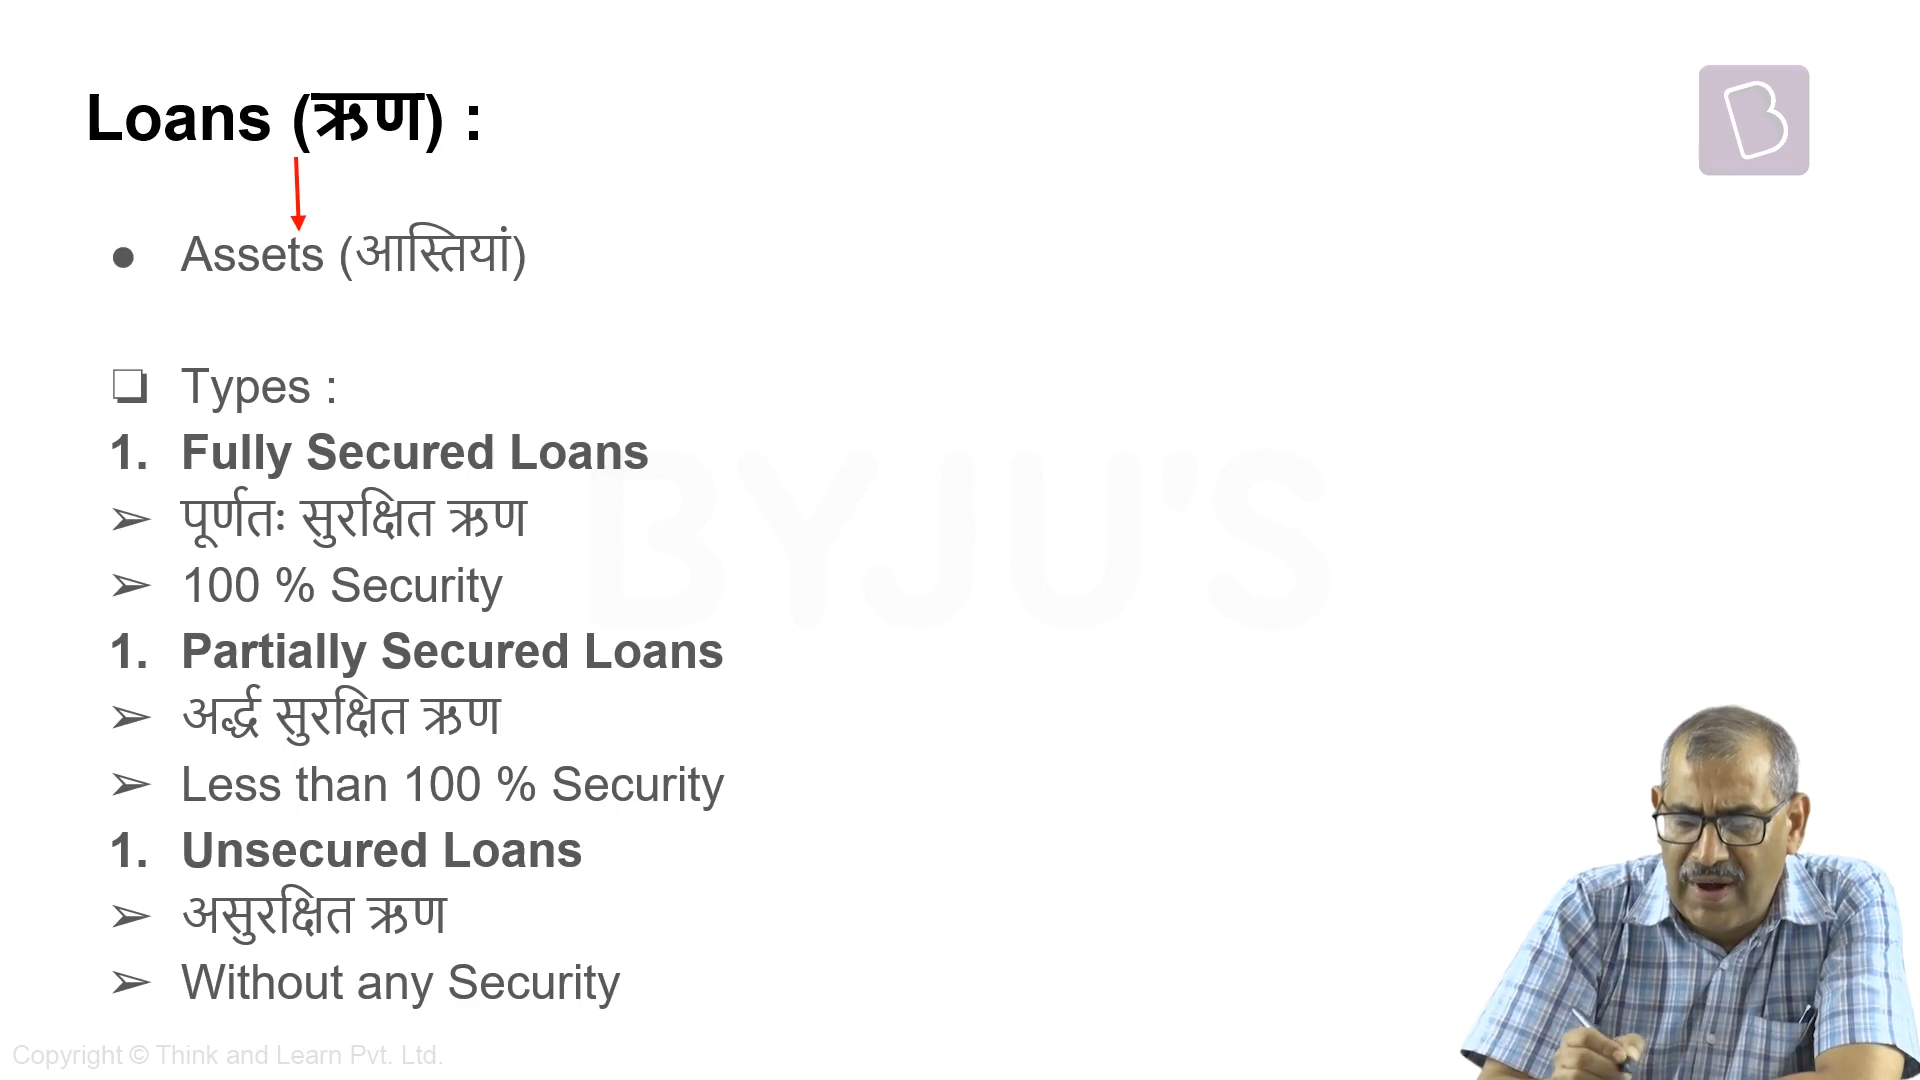 Loans (ऋण) :
● Assets (आस्तियां)
❏ Types :
1. Fully Secured Loans
➢ पूर्णतः सुरक्षित ऋण
➢ 100 % Security
1. Partially Secured Loans
➢ अर्द्ध सुरक्षित ऋण
➢ Less than 100 % Security
1. Unsecured Loans
➢ असुरक्षित ऋण
➢ Without any Security
BYJU'S
Copyright © Think and Learn Pvt. Ltd.